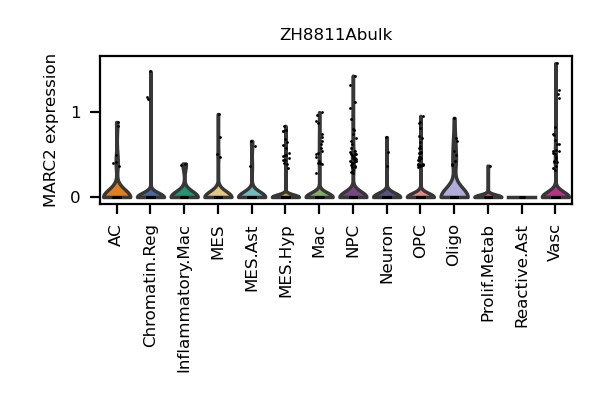 ZH8811Abulk
MARC2 expression
1
0
AC
Chromatin.Reg
Inflammatory.Mac
MES
MES.Ast
MES.Hyp
Mac
NPC
Neuron
OPC
Oligo
Prolif.Metab
Reactive.Ast
Vasc